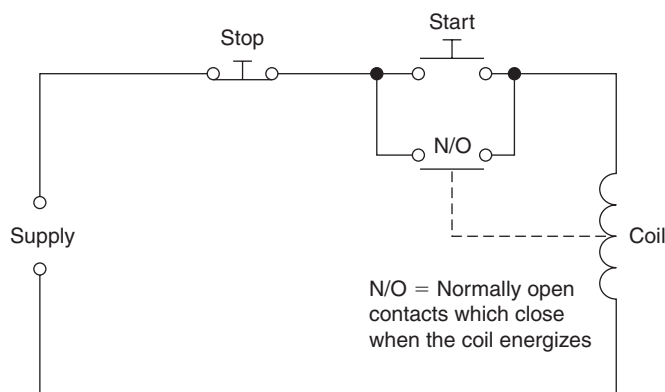 Start
Stop
N/O
Supply
Coil
N/O = Normally open
contacts which close
when the coil energizes